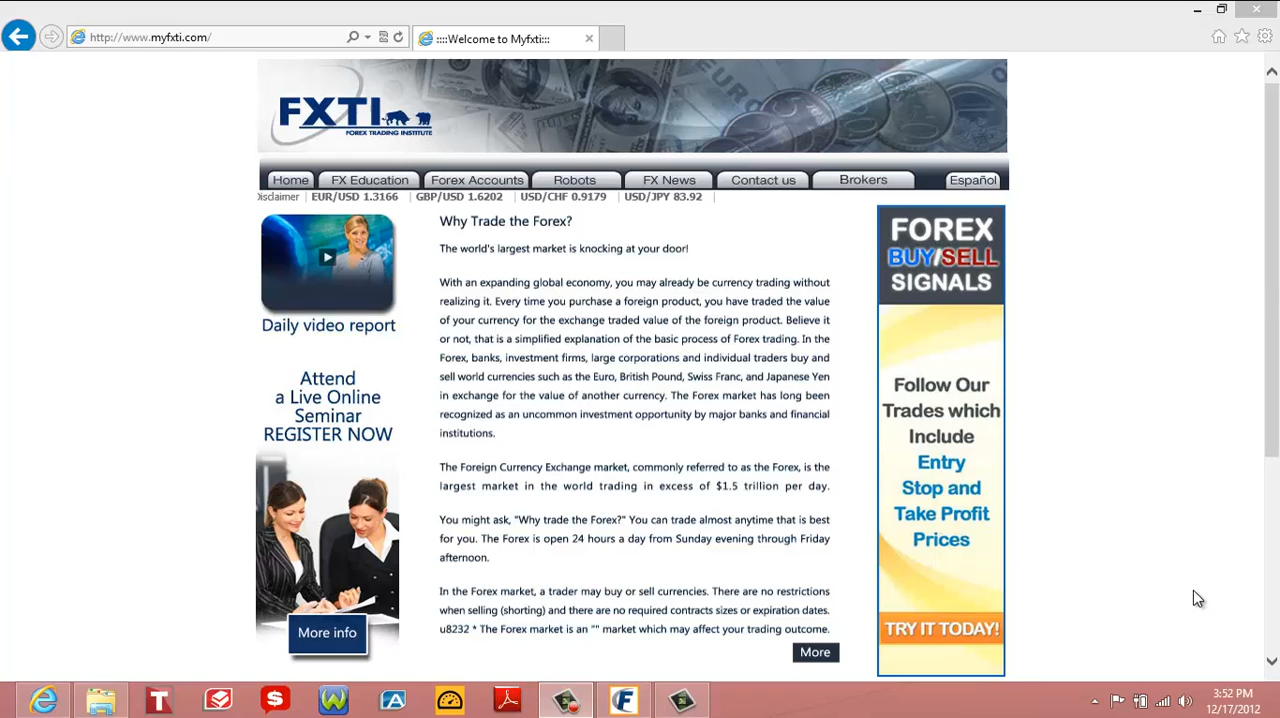 http://www.myfxti.com/
::::Welcome to Myfxti:::
FXTI
FOREX TRADING INSTITUTE
Home
FX Education
Forex Accounts
Robots
FX News
Contact us
Brokers
Español
Disclaimer
EUR/USD 1.3166
GBP/USD 1.6202
USD/CHF 0.9179
USD/JPY 83.92
Daily video report
Attend
a Live Online
Seminar
REGISTER NOW
More info
Why Trade the Forex?
The world's largest market is knocking at your door!
With an expanding global economy, you may already be currency trading without
realizing it. Every time you purchase a foreign product, you have traded the value
of your currency for the exchange traded value of the foreign product. Believe it
or not, that is a simplified explanation of the basic process of Forex trading. In the
Forex, banks, investment firms, large corporations and individual traders buy and
sell world currencies such as the Euro, British Pound, Swiss Franc, and Japanese Yen
in exchange for the value of another currency. The Forex market has long been
recognized as an uncommon investment opportunity by major banks and financial
institutions.
The Foreign Currency Exchange market, commonly referred to as the Forex, is the
largest market in the world trading in excess of $1.5 trillion per day.
You might ask, "Why trade the Forex?" You can trade almost anytime that is best
for you. The Forex is open 24 hours a day from Sunday evening through Friday
afternoon.
In the Forex market, a trader may buy or sell currencies. There are no restrictions
when selling (shorting) and there are no required contracts sizes or expiration dates.
u8232 * The Forex market is an "" market which may affect your trading outcome.
More
FOREX
BUY/SELL
SIGNALS
Follow Our
Trades which
Include
Entry
Stop and
Take Profit
Prices
TRY IT TODAY!
3:52 PM
12/17/2012